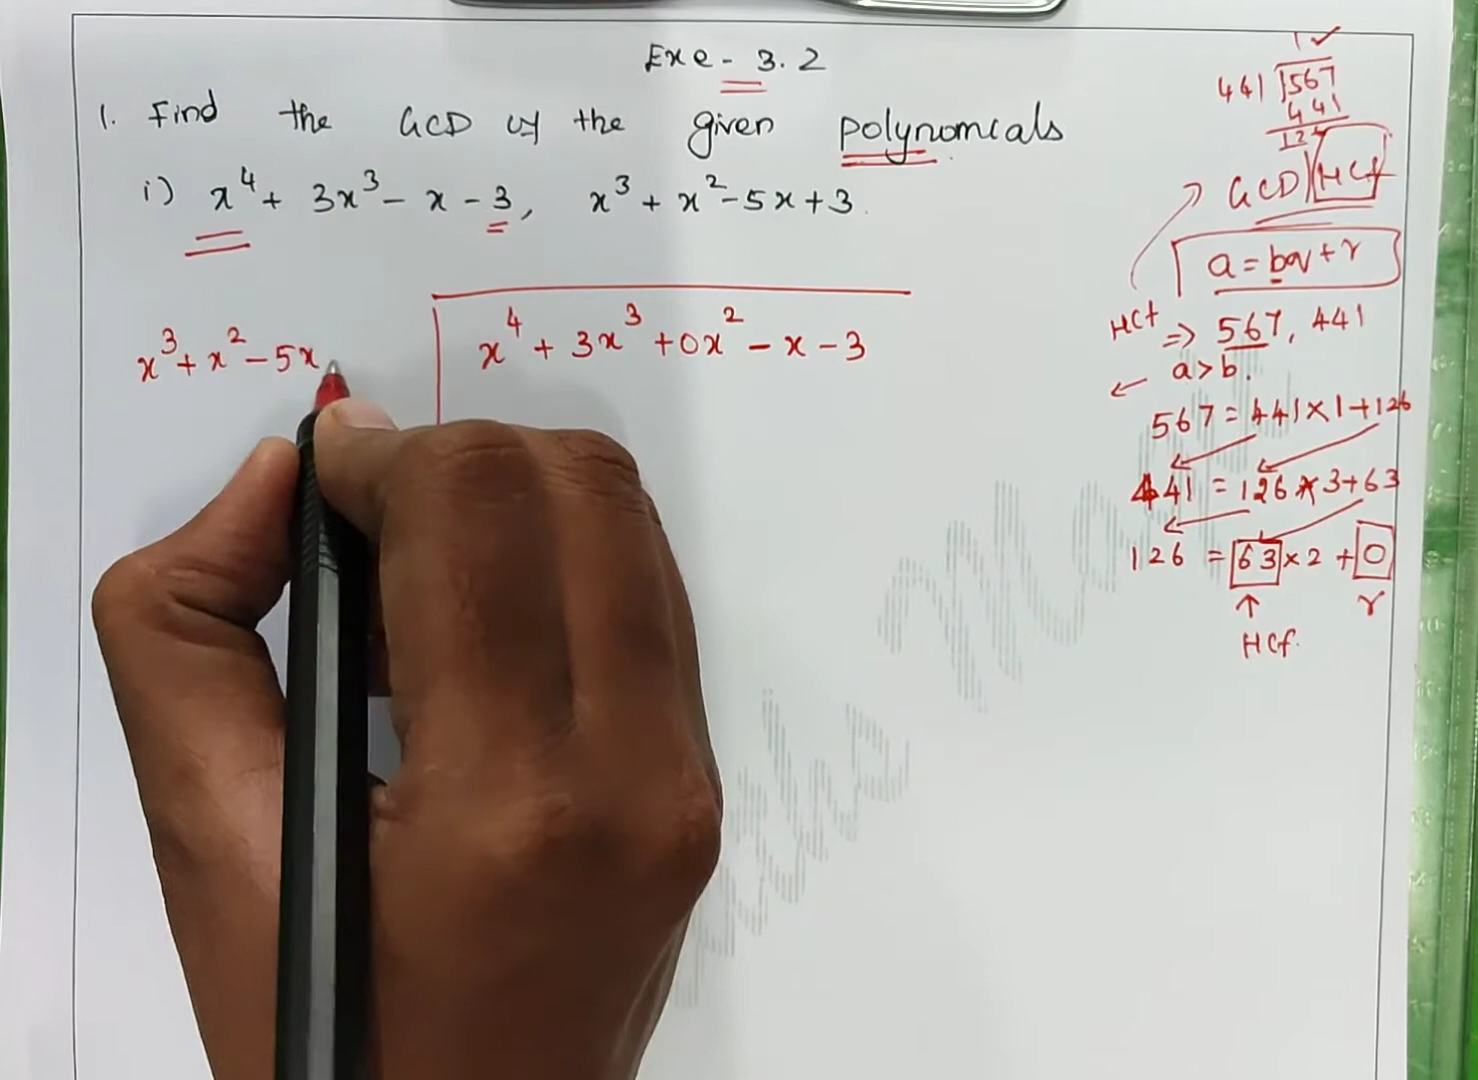 Exe - 3.2
1. Find the GCD of the given polynomials
i) x⁴ + 3x³ - x - 3, x³ + x² - 5x + 3.
x³ + x² - 5x
x⁴ + 3x³ + 0x² - x - 3
1 ✓
441 567
441
GCD) HCf
a = bq + r
HCf ⇒ 567, 441
← a > b.
567 = 441 × 1 + 126
441 = 126 × 3 + 63
126 = 63 × 2 + 0
↑ r
HCf.